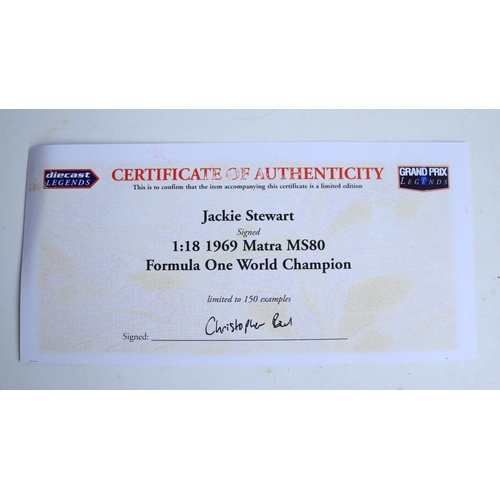 diecast
LEGENDS
CERTIFICATE OF AUTHENTICITY
This is to confirm that the item accompanying this certificate is a limited edition
GRAND PRIX
LEGENDS
Jackie Stewart
Signed
1:18 1969 Matra MS80
Formula One World Champion
limited to 150 examples
Christopher
Signed: